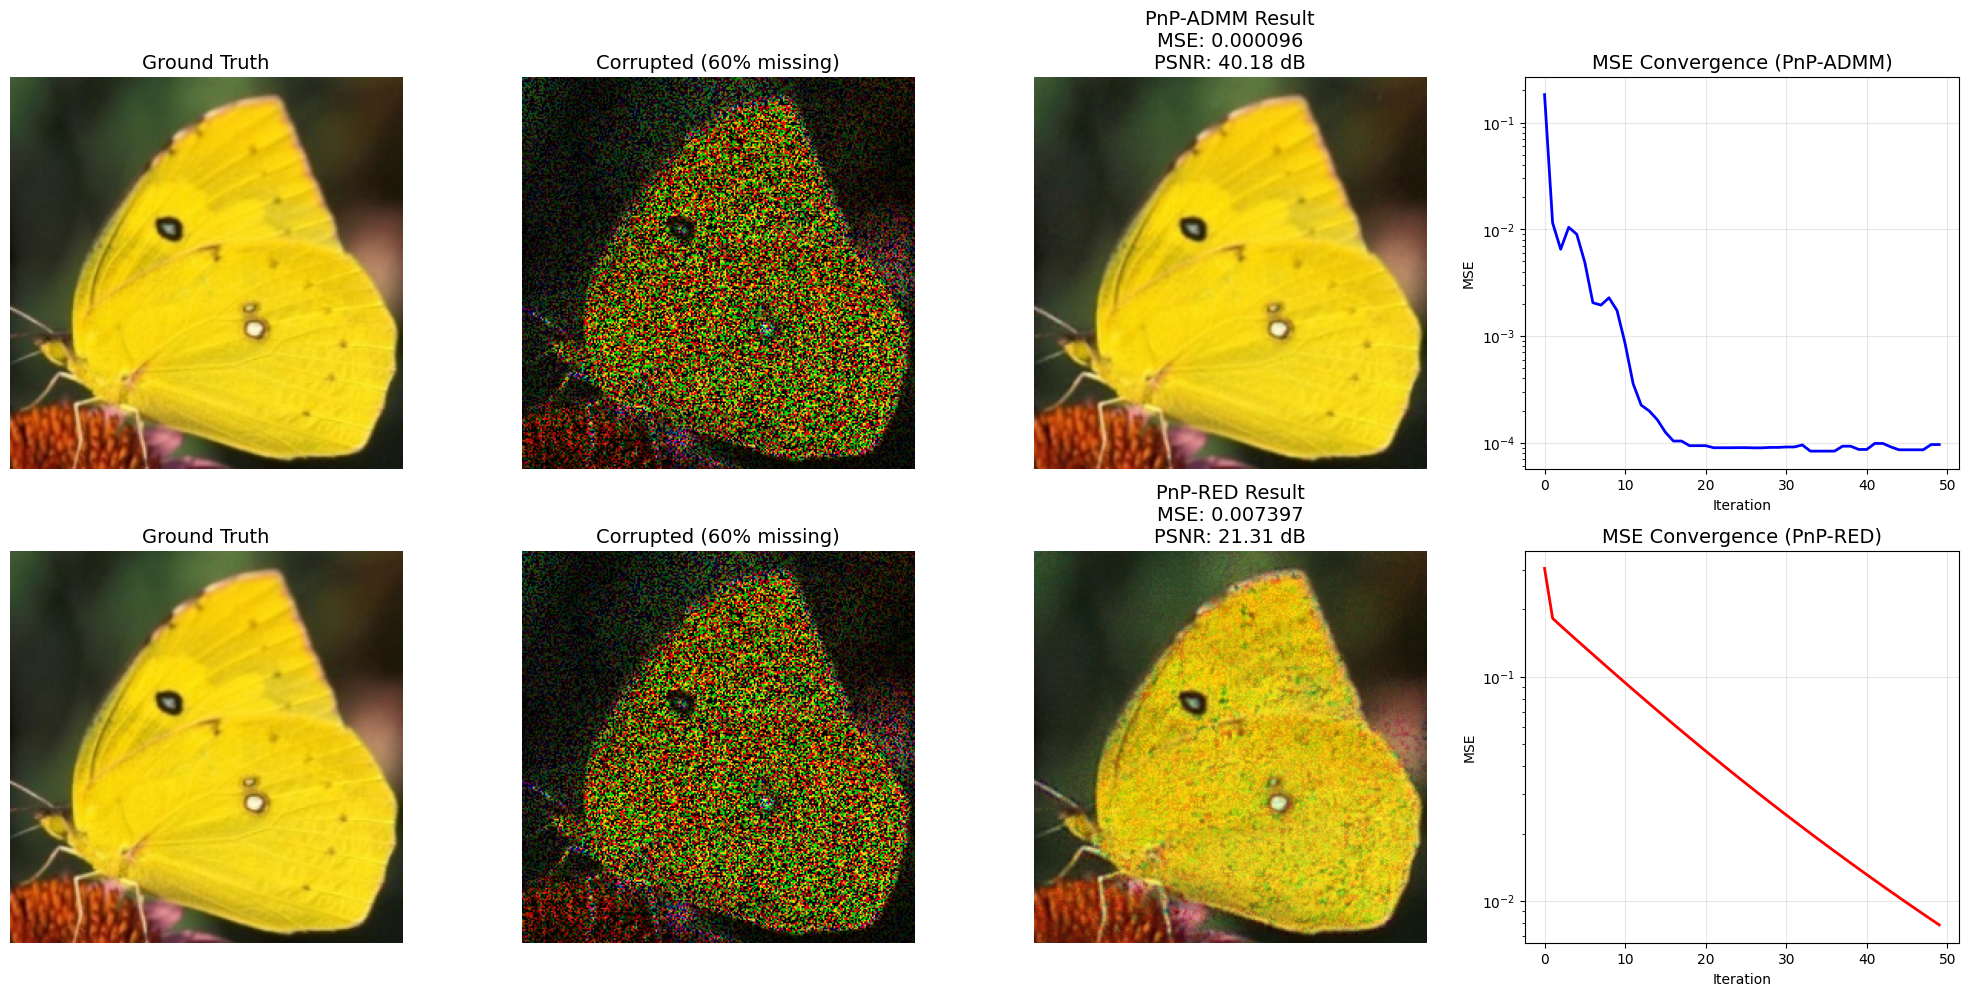 Ground Truth
Corrupted (60% missing)
PnP-ADMM Result
MSE: 0.000096
PSNR: 40.18 dB
MSE Convergence (PnP-ADMM)
MSE
10⁻¹
10⁻²
10⁻³
10⁻⁴
0 10 20 30 40 50
Iteration
Ground Truth
Corrupted (60% missing)
PnP-RED Result
MSE: 0.007397
PSNR: 21.31 dB
MSE Convergence (PnP-RED)
MSE
10⁻¹
10⁻²
0 10 20 30 40 50
Iteration